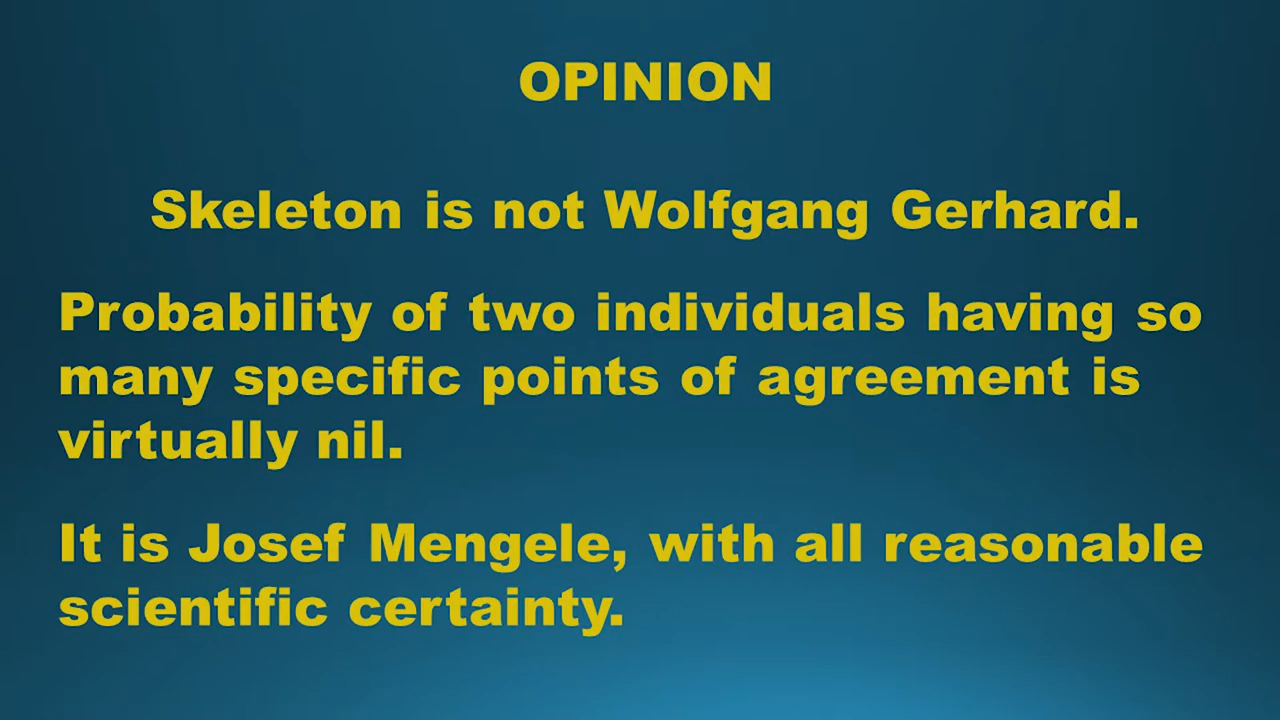 OPINION
Skeleton is not Wolfgang Gerhard.
Probability of two individuals having so
many specific points of agreement is
virtually nil.
It is Josef Mengele, with all reasonable
scientific certainty.